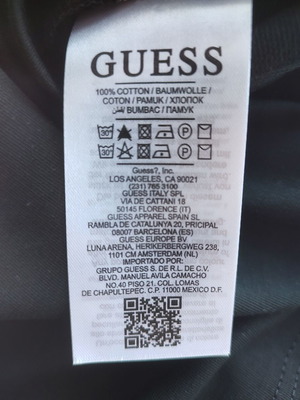 GUESS
100% COTTON / BAUMWOLLE /
COTON / PAMUK / ХЛОПОК
BUMBAC / ПАМУК
30° P
30° P
Guess?, Inc.
LOS ANGELES, CA 90021
(231) 765 3100
GUESS ITALY SPL
VIA DE CATTANI 18
50145 FLORENCE (IT)
GUESS APPAREL SPAIN SL
RAMBLA DE CATALUNYA 20, PRICIPAL
08007 BARCELONA (ES)
GUESS EUROPE BV
LUNA ARENA, HERIKERBERGWEG 238,
1101 CM AMSTERDAM (NL)
IMPORTADO POR:
GRUPO GUESS S. DE R.L. DE C.V.
BLVD. MANUEL AVILA CAMACHO
NO.40 PISO 21, COL. LOMAS
DE CHAPULTEPEC. C.P. 11000 MEXICO D.F.